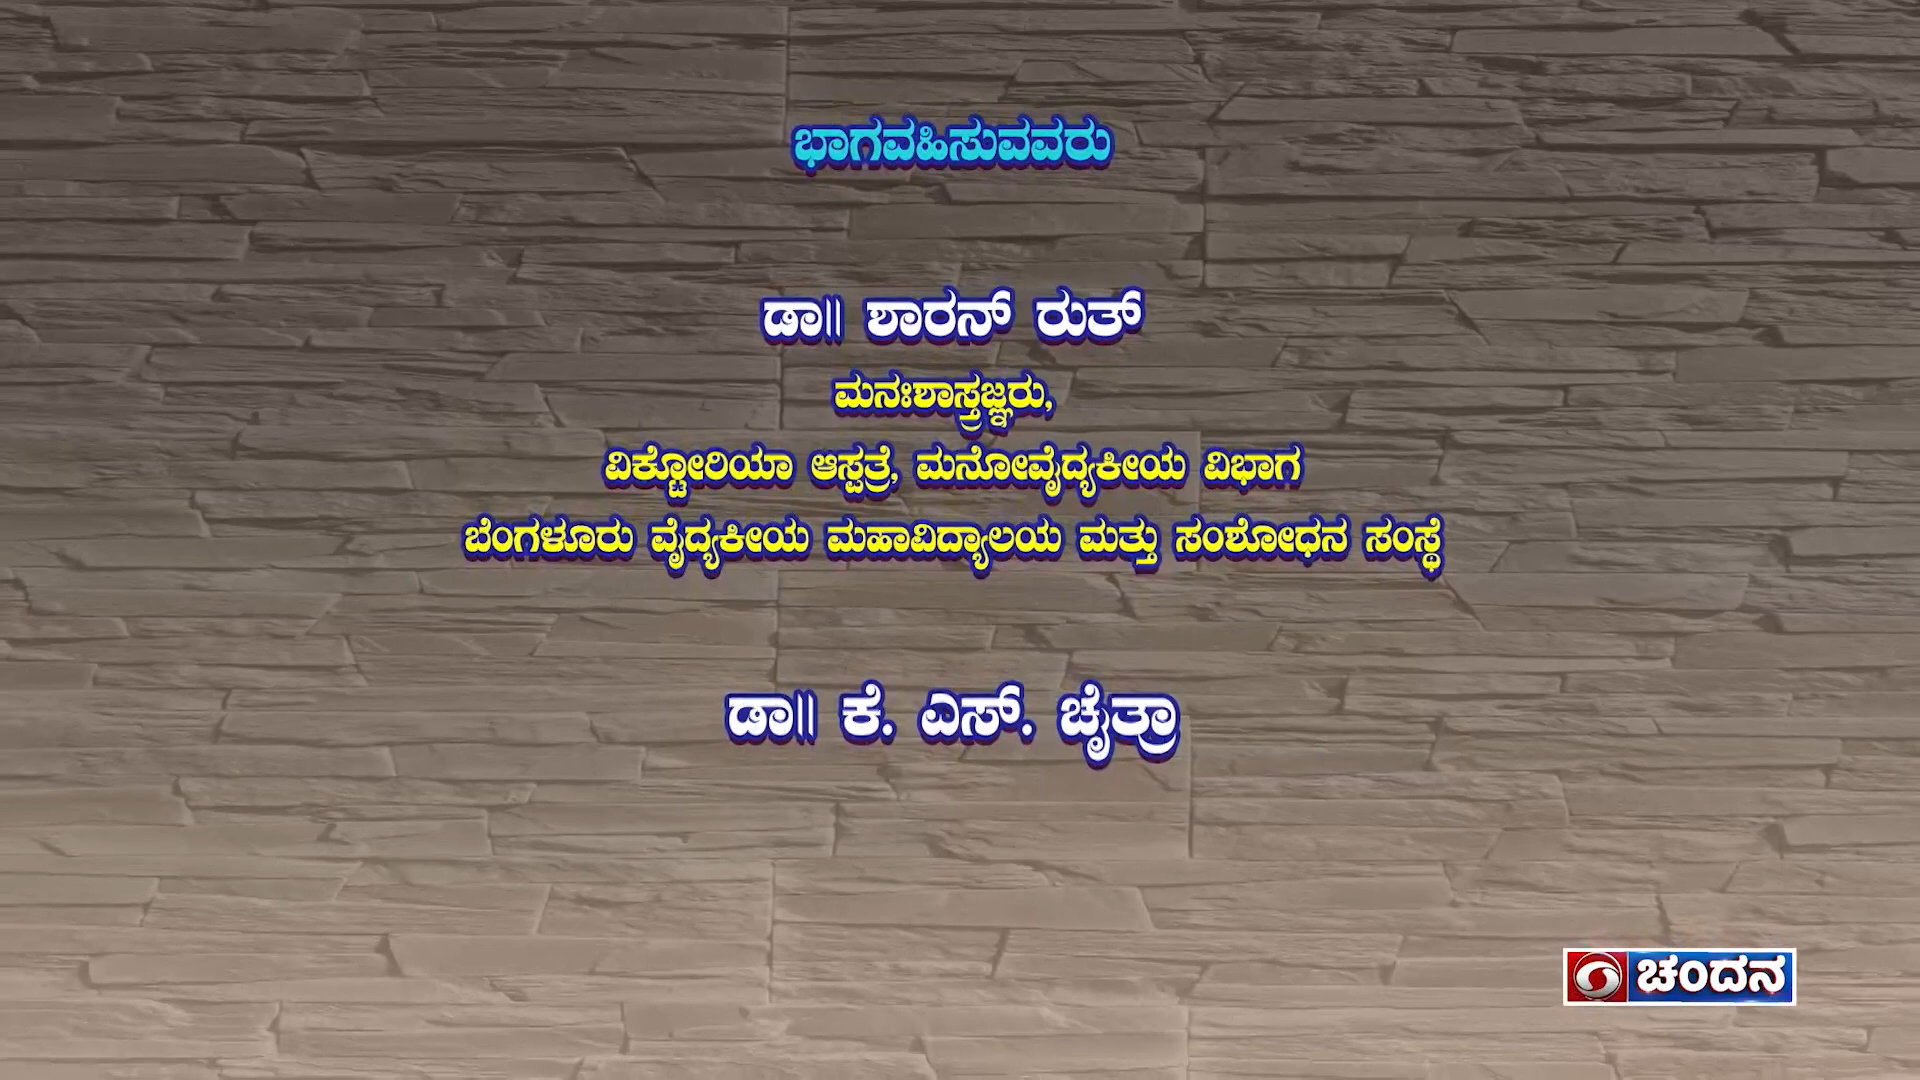 ಭಾಗವಹಿಸುವವರು
ಡಾ|| ಶಾರನ್ ರುತ್
ಮನಃಶಾಸ್ತ್ರಜ್ಞರು,
ವಿಕ್ಟೋರಿಯಾ ಆಸ್ಪತ್ರೆ, ಮನೋವೈದ್ಯಕೀಯ ವಿಭಾಗ
ಬೆಂಗಳೂರು ವೈದ್ಯಕೀಯ ಮಹಾವಿದ್ಯಾಲಯ ಮತ್ತು ಸಂಶೋಧನ ಸಂಸ್ಥೆ
ಡಾ|| ಕೆ. ಎಸ್. ಚೈತ್ರಾ
ಚಂದನ